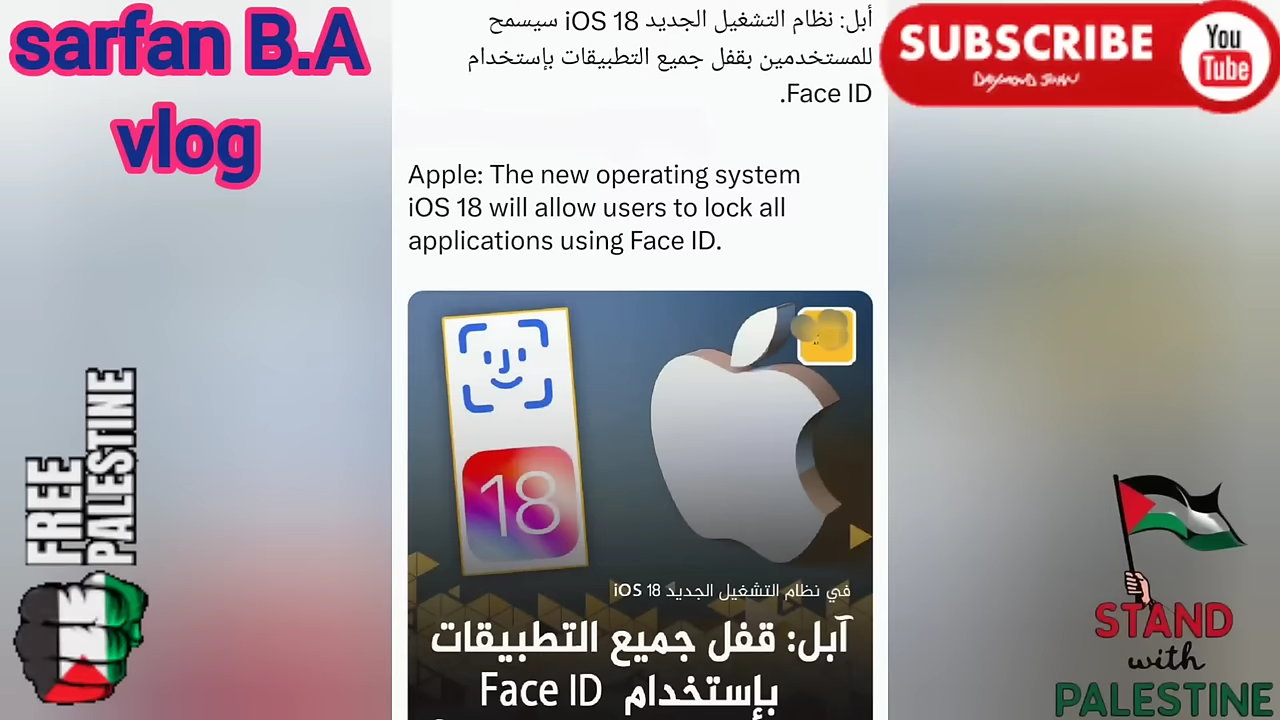 sarfan B.A
vlog
أبل: نظام التشغيل الجديد iOS 18 سيسمح
للمستخدمين بقفل جميع التطبيقات بإستخدام
Face ID.
Apple: The new operating system
iOS 18 will allow users to lock all
applications using Face ID.
18
في نظام التشغيل الجديد iOS 18
آبل: قفل جميع التطبيقات
بإستخدام Face ID
SUBSCRIBE
DAYMOND JOHN
You
Tube
FREE
PALESTINE
STAND
with
PALESTINE